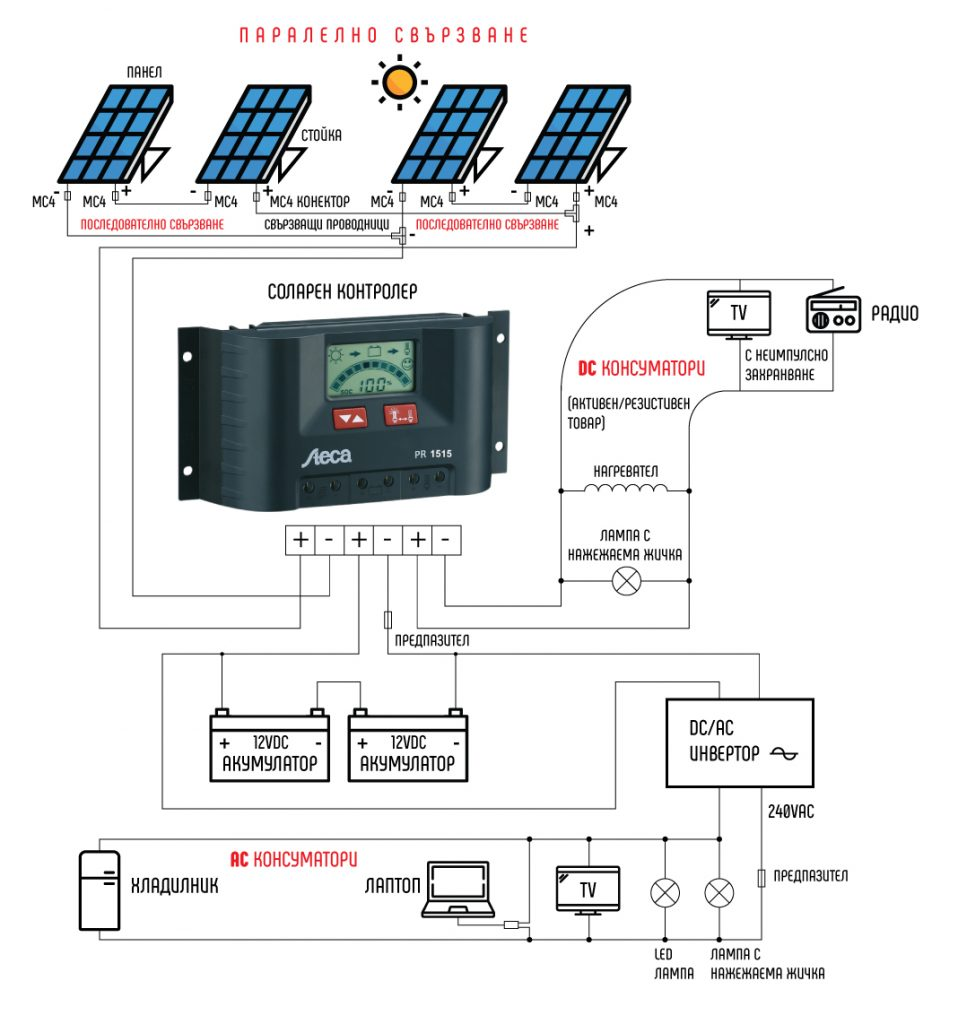 ПАРАЛЕЛНО СВЪРЗВАНЕ
ПАНЕЛ
СТОЙКА
- + - + - + - +
MC4 MC4 MC4 MC4 КОНЕКТОР MC4 MC4 MC4
ПОСЛЕДОВАТЕЛНО СВЪРЗВАНЕ
СВЪРЗВАЩИ ПРОВОДНИЦИ
ПОСЛЕДОВАТЕЛНО СВЪРЗВАНЕ
- +
СОЛАРЕН КОНТРОЛЕР
SOC 100%
Steca
PR 1515
+ - + - + -
TV
РАДИО
С НЕИМПУЛСНО
ЗАХРАНВАНЕ
DC КОНСУМАТОРИ
(АКТИВЕН/РЕЗИСТИВЕН
ТОВАР)
НАГРЕВАТЕЛ
ЛАМПА С
НАЖЕЖАЕМА ЖИЧКА
ПРЕДПАЗИТЕЛ
+ 12VDC -
АКУМУЛАТОР
+ 12VDC -
АКУМУЛАТОР
DC/AC
ИНВЕРТОР
240VAC
AC КОНСУМАТОРИ
ХЛАДИЛНИК
ЛАПТОП
TV
ПРЕДПАЗИТЕЛ
LED
ЛАМПА
ЛАМПА С
НАЖЕЖАЕМА ЖИЧКА